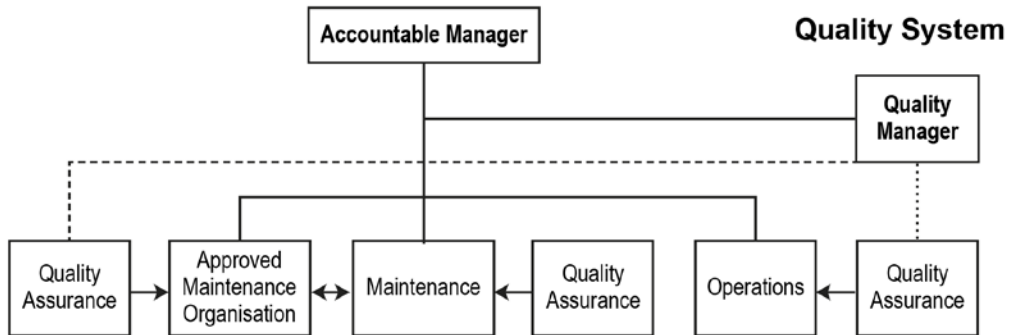 Accountable Manager
Quality System
Quality
Manager
Quality
Assurance
Approved
Maintenance
Organisation
Maintenance
Quality
Assurance
Operations
Quality
Assurance